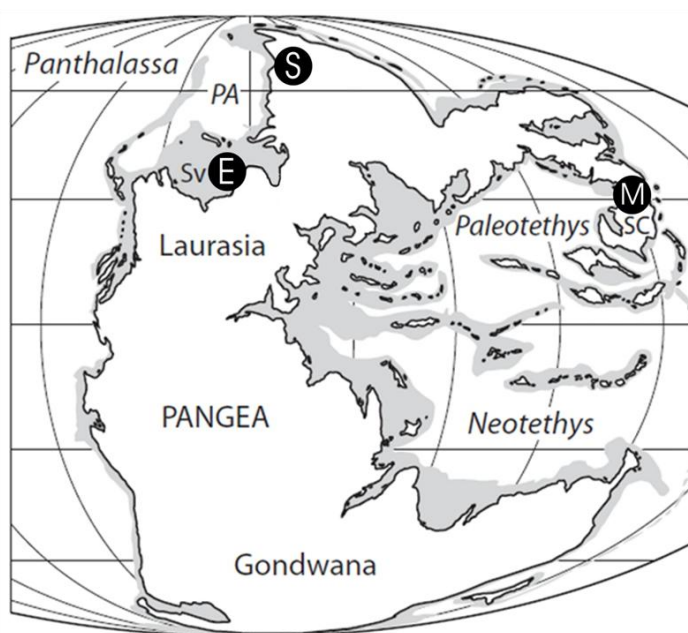 Panthalassa
S
PA
Sv E
M
SC
Paleotethys
Laurasia
PANGEA
Neotethys
Gondwana